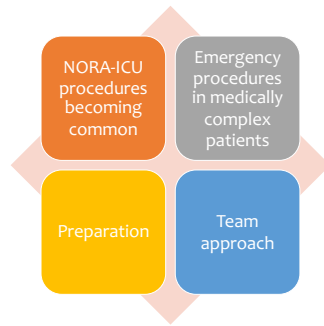 NORA-ICU
procedures
becoming
common
Emergency
procedures
in medically
complex
patients
Preparation
Team
approach